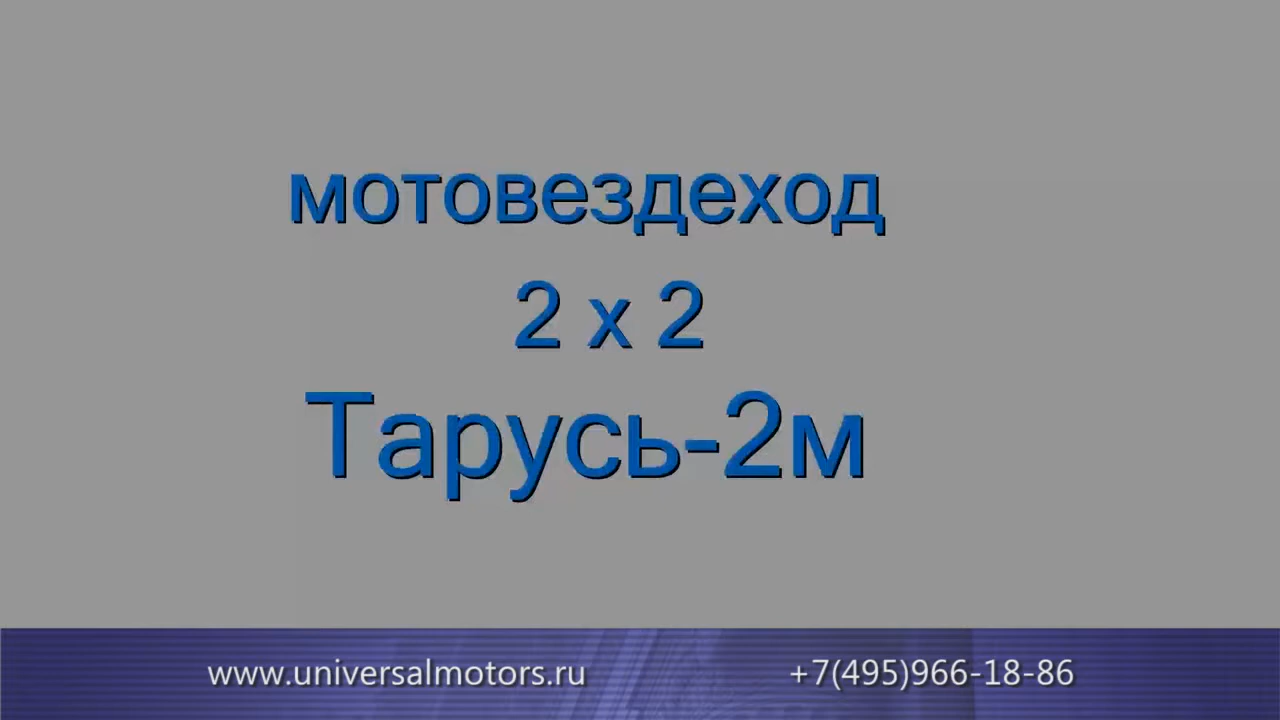 мотовездеход
2 х 2
Тарусь-2м
www.universalmotors.ru +7(495)966-18-86